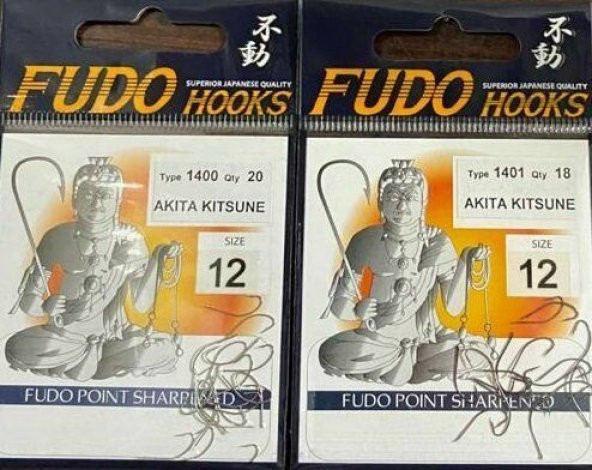 不動
SUPERIOR JAPANESE QUALITY
FUDO HOOKS
Type 1400 Qty 20
AKITA KITSUNE
SIZE
12
FUDO POINT SHARPENED
不動
SUPERIOR JAPANESE QUALITY
FUDO HOOKS
Type 1401 Qty 18
AKITA KITSUNE
SIZE
12
FUDO POINT SHARPENED